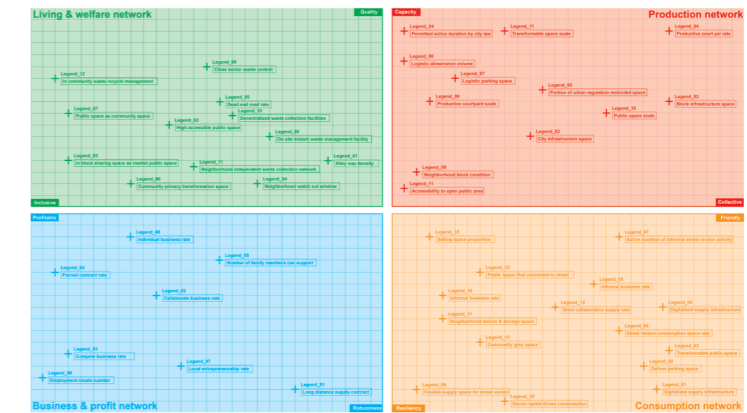 Living & welfare network
Quality
Legend_09
Close sector waste control
Legend_12
In community waste recycle management
Legend_06
Dead-end road rate
Legend_07
Public space as community space
Legend_10
Decentralised waste collection facilities
Legend_02
High accessible public space
Legend_08
On site instant waste management facility
Legend_03
In block sharing space as market public space
Legend_01
Alley way density
Legend_11
Neighborhood independent waste collection network
Community privacy transformation space
Legend_04
Neighborhood watch out window
Inclusive
Capacity
Production network
Legend_04
Permitted active duration by city law
Legend_11
Transformable space scale
Legend_04
Productive court yer rate
Legend_06
Logistic allowernance volume
Legend_07
Logistic parking space
Legend_05
Portion of urban regulation restricted space
Legend_06
Productive courtyard scale
Legend_03
Block infrastructure space
Legend_10
Public space scale
Legend_02
City infrastructure space
Legend_09
Neighborhood block condition
Legend_11
Accessibility to open public area
Collective
Profitable
Legend_06
Individual business rate
Legend_05
Number of family members can support
Legend_04
Formal contract rate
Legend_02
Collaborate business rate
Legend_03
Compete business rate
Legend_07
Local entrepreneurship rate
Legend_08
Employment create number
Legend_01
Long distance supply contract
Business & profit network
Robustness
Friendly
Legend_15
Selling space proportion
Legend_07
Active duration of informal street vendor activity
Legend_12
Public space that connected to street
Informal business rate
Legend_10
Informal business rate
Legend_14
Store collaborative supply rate
Digitalized supply infrastructure
Legend_11
Neighborhood deliver & storage space
Street instinct consumption space rate
Legend_13
Community grey space
Legend_03
Transformable public space
Legend_02
Deliver parking space
Flexible supply space for street vendor
Legend_01
Digitalized supply infrastructure
Social capital driven consumption
Resiliency
Consumption network